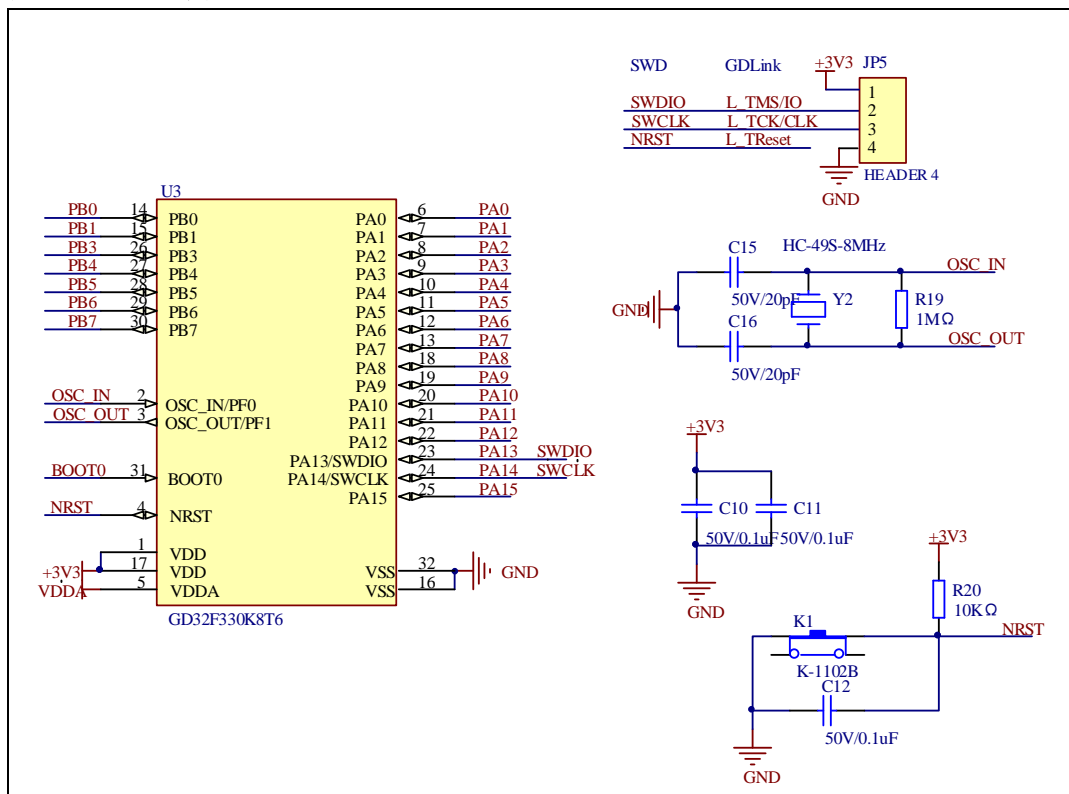 SWD GDLink +3V3 JP5
1
SWDIO L_TMS/IO 2
SWCLK L_TCK/CLK 3
NRST L_TReset 4
HEADER 4
GND
U3
PB0 14 PB0 PA0 6 PA0
PB1 15 PB1 PA1 7 PA1
PB3 26 PB3 PA2 8 PA2
PB4 27 PB4 PA3 9 PA3
PB5 28 PB5 PA4 10 PA4
PB6 29 PB6 PA5 11 PA5
PB7 30 PB7 PA6 12 PA6
PA7 13 PA7
PA8 18 PA8
PA9 19 PA9
OSC_IN 2 OSC_IN/PF0 PA10 20 PA10
OSC_OUT 3 OSC_OUT/PF1 PA11 21 PA11
PA12 22 PA12
PA13/SWDIO 23 PA13 SWDIO
BOOT0 31 BOOT0 PA14/SWCLK 24 PA14 SWCLK
PA15 25 PA15
NRST 4 NRST
1 VDD
+3V3 17 VDD VSS 32 GND
VDDA 5 VDDA VSS 16
GD32F330K8T6
C15 HC-49S-8MHz
OSC_IN
50V/20pF Y2 R19
GND C16 1MΩ
OSC_OUT
50V/20pF
+3V3
C10 C11
50V/0.1uF 50V/0.1uF
GND
+3V3
R20
10KΩ
K1 NRST
K-1102B
C12
50V/0.1uF
GND